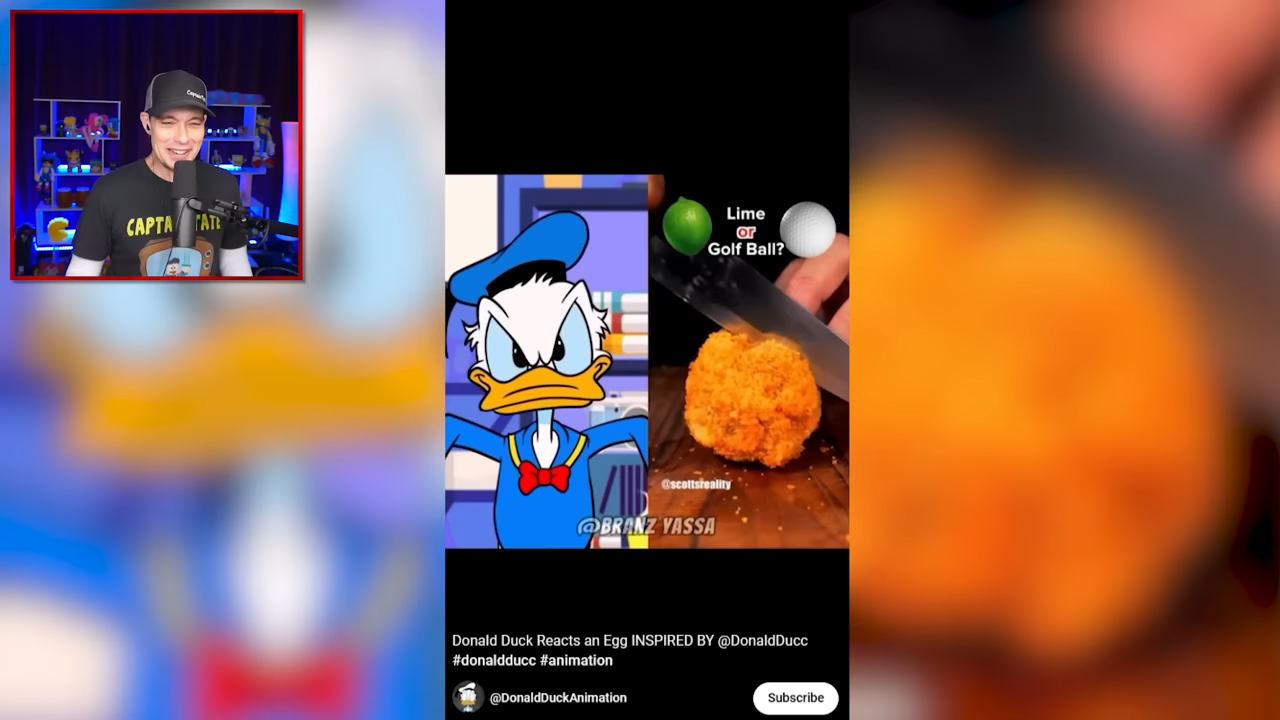 Lime
or
Golf Ball?
@scottsreality
@BRANZ YASSA
Donald Duck Reacts an Egg INSPIRED BY @DonaldDucc
#donaldducc #animation
@DonaldDuckAnimation
Subscribe